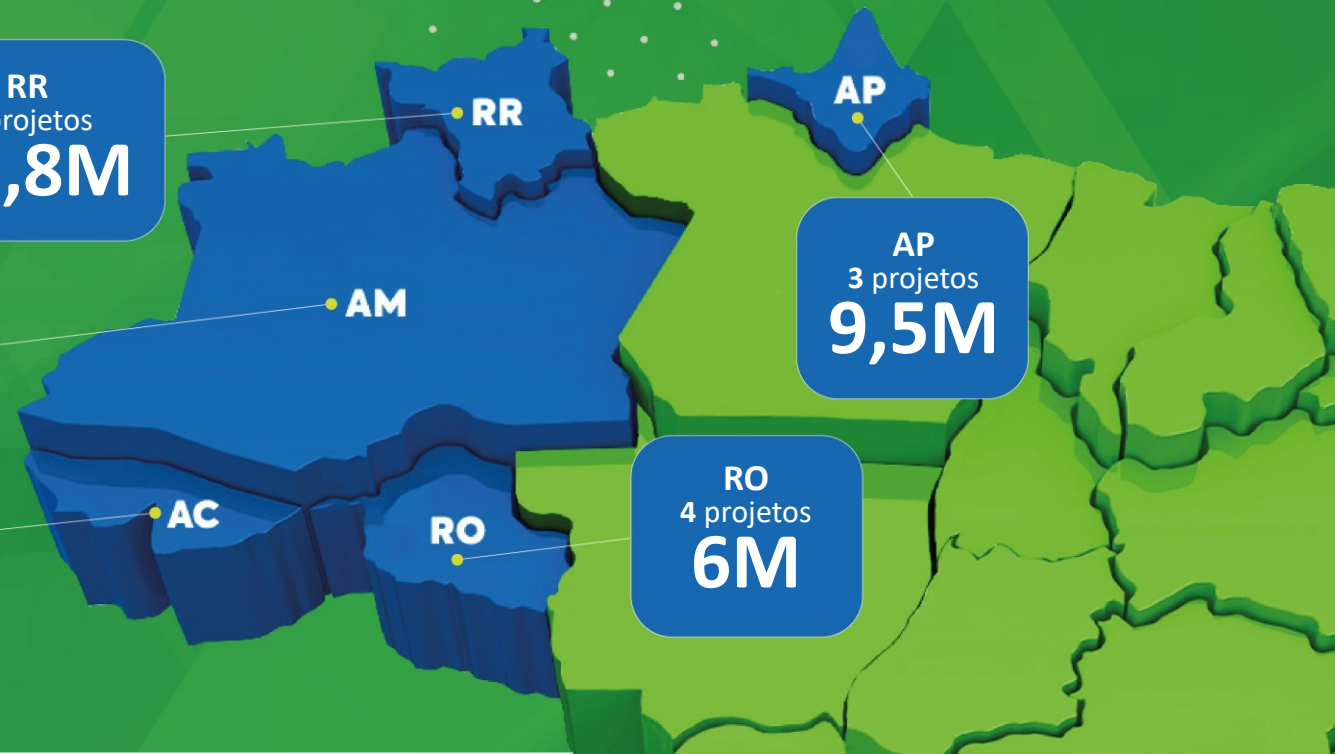 RR
projetos
,8M
RR
AP
AP
3 projetos
9,5M
AM
AC
RO
RO
4 projetos
6M